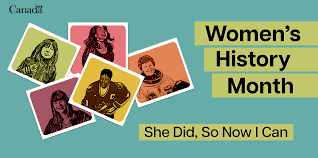 Canada
Women's
History
Month
She Did, So Now I Can